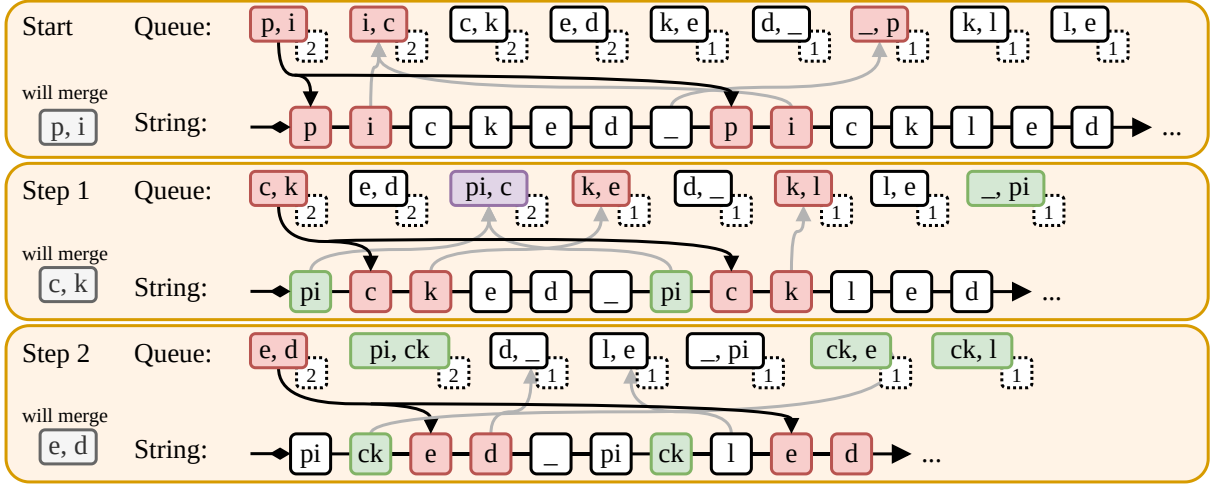 Start Queue: p, i 2 i, c 2 c, k 2 e, d 2 k, e 1 d, _ 1 _, p 1 k, l 1 l, e 1
will merge
p, i
String: p i c k e d _ p i c k l e d ...
Step 1 Queue: c, k 2 e, d 2 pi, c 2 k, e 1 d, _ 1 k, l 1 l, e 1 _, pi 1
will merge
c, k
String: pi c k e d _ pi c k l e d ...
Step 2 Queue: e, d 2 pi, ck 2 d, _ 1 l, e 1 _, pi 1 ck, e 1 ck, l 1
will merge
e, d
String: pi ck e d _ pi ck l e d ...